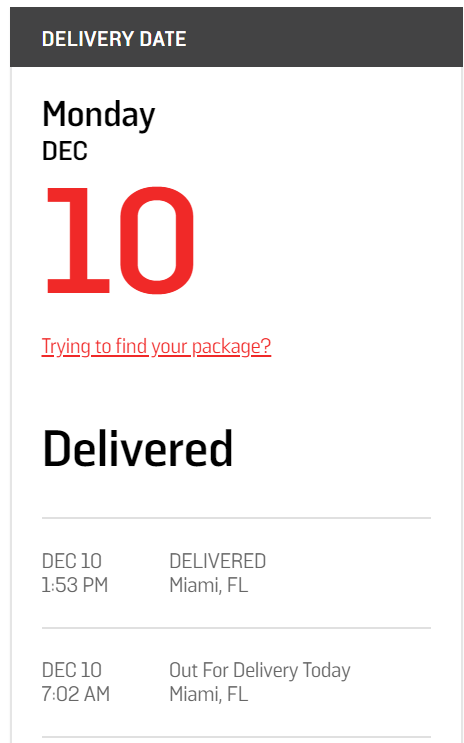 DELIVERY DATE
Monday
DEC
10
Trying to find your package?
Delivered
DEC 10 DELIVERED
1:53 PM Miami, FL
DEC 10 Out For Delivery Today
7:02 AM Miami, FL